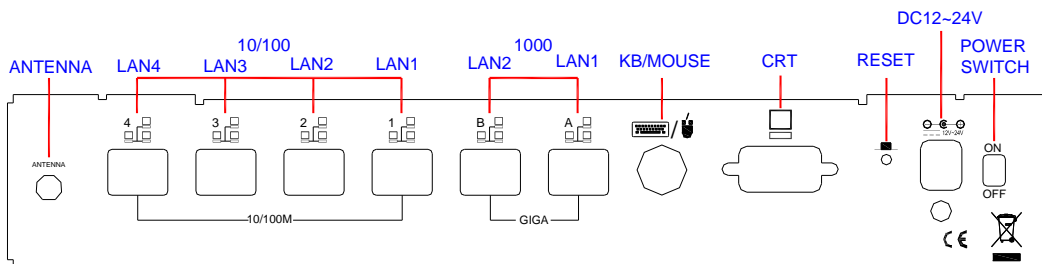 DC12~24V
10/100
1000
POWER
SWITCH
ANTENNA
LAN4
LAN3
LAN2
LAN1
LAN2
LAN1
KB/MOUSE
CRT
RESET
4
3
2
1
B
A
/
12V~24V
ON
OFF
ANTENNA
10/100M
GIGA
CE